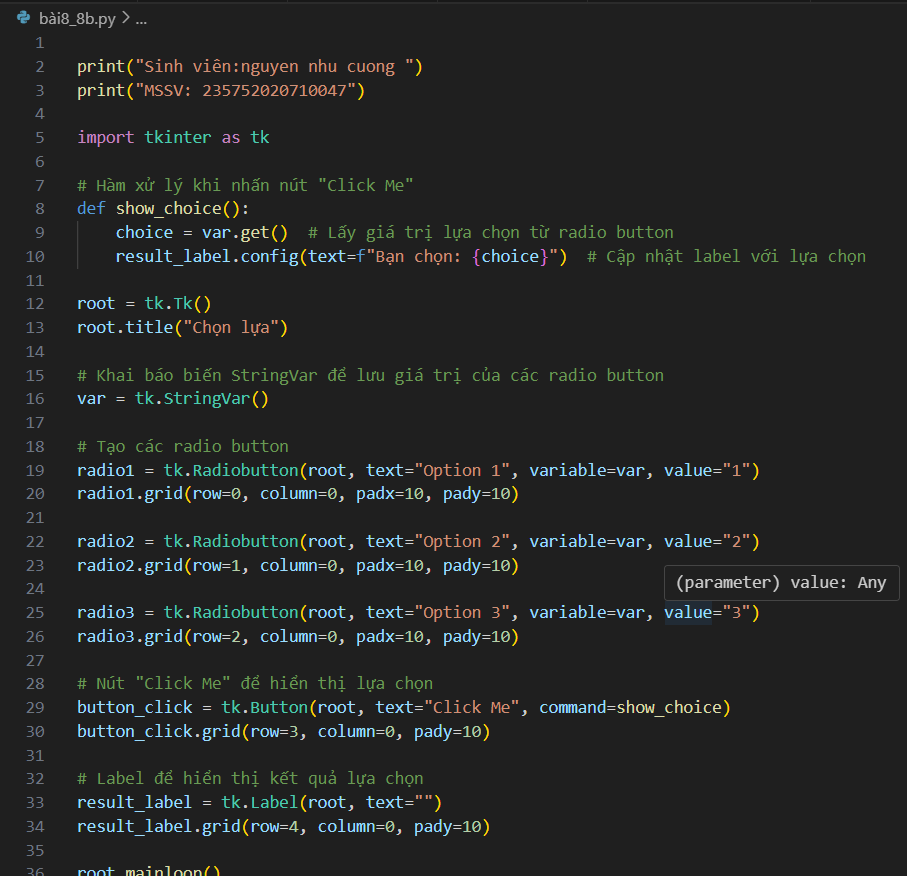 bài8_8b.py > ...
1
2 print("Sinh viên:nguyen nhu cuong ")
3 print("MSSV: 235752020710047")
4
5 import tkinter as tk
6
7 # Hàm xử lý khi nhấn nút "Click Me"
8 def show_choice():
9     choice = var.get()  # Lấy giá trị lựa chọn từ radio button
10     result_label.config(text=f"Bạn chọn: {choice}")  # Cập nhật label với lựa chọn
11
12 root = tk.Tk()
13 root.title("Chọn lựa")
14
15 # Khai báo biến StringVar để lưu giá trị của các radio button
16 var = tk.StringVar()
17
18 # Tạo các radio button
19 radio1 = tk.Radiobutton(root, text="Option 1", variable=var, value="1")
20 radio1.grid(row=0, column=0, padx=10, pady=10)
21
22 radio2 = tk.Radiobutton(root, text="Option 2", variable=var, value="2")
23 radio2.grid(row=1, column=0, padx=10, pady=10)
(parameter) value: Any
24
25 radio3 = tk.Radiobutton(root, text="Option 3", variable=var, value="3")
26 radio3.grid(row=2, column=0, padx=10, pady=10)
27
28 # Nút "Click Me" để hiển thị lựa chọn
29 button_click = tk.Button(root, text="Click Me", command=show_choice)
30 button_click.grid(row=3, column=0, pady=10)
31
32 # Label để hiển thị kết quả lựa chọn
33 result_label = tk.Label(root, text="")
34 result_label.grid(row=4, column=0, pady=10)
35
36 root.mainloop()